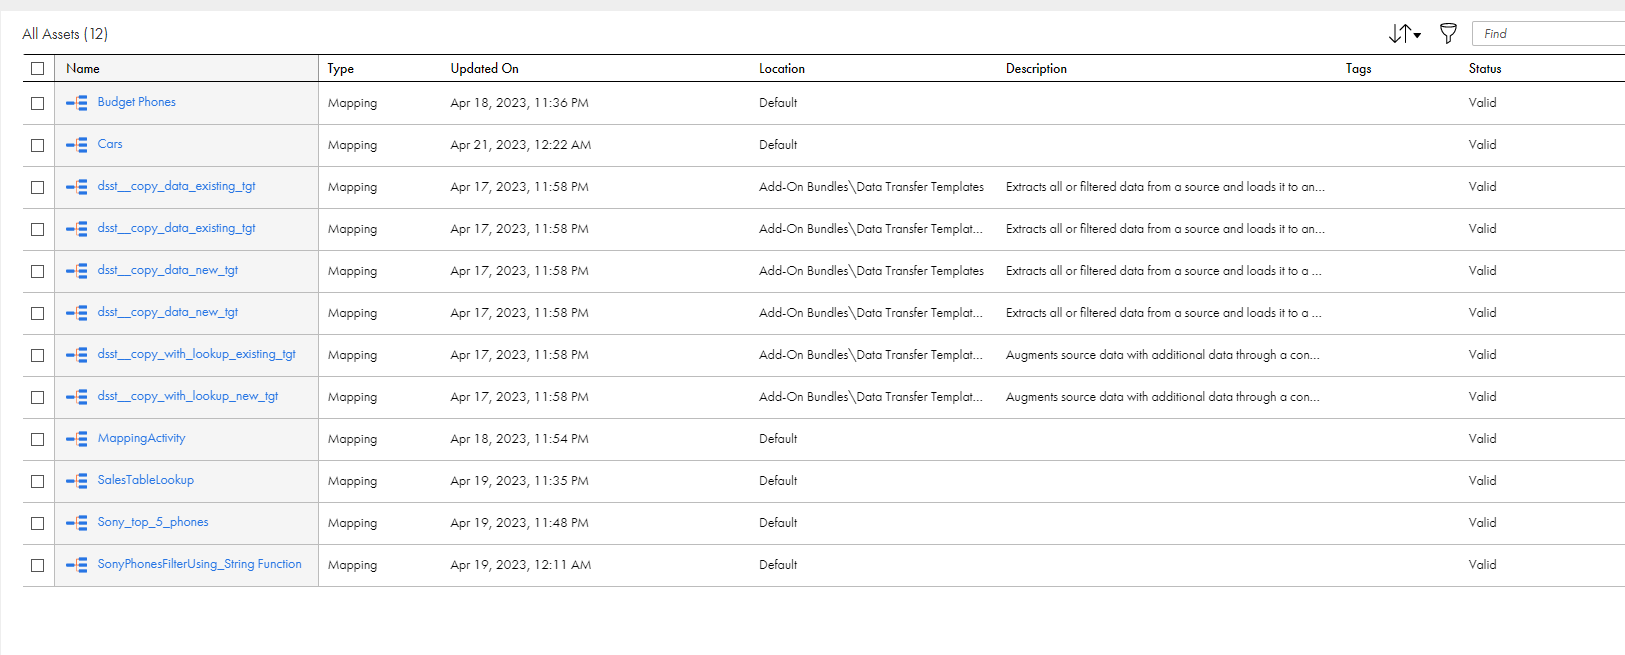 All Assets (12)
Find
Name Type Updated On Location Description Tags Status
Budget Phones Mapping Apr 18, 2023, 11:36 PM Default Valid
Cars Mapping Apr 21, 2023, 12:22 AM Default Valid
dsst__copy_data_existing_tgt Mapping Apr 17, 2023, 11:58 PM Add-On Bundles\Data Transfer Templates Extracts all or filtered data from a source and loads it to an... Valid
dsst__copy_data_existing_tgt Mapping Apr 17, 2023, 11:58 PM Add-On Bundles\Data Transfer Templat... Extracts all or filtered data from a source and loads it to an... Valid
dsst__copy_data_new_tgt Mapping Apr 17, 2023, 11:58 PM Add-On Bundles\Data Transfer Templates Extracts all or filtered data from a source and loads it to a ... Valid
dsst__copy_data_new_tgt Mapping Apr 17, 2023, 11:58 PM Add-On Bundles\Data Transfer Templat... Extracts all or filtered data from a source and loads it to a ... Valid
dsst__copy_with_lookup_existing_tgt Mapping Apr 17, 2023, 11:58 PM Add-On Bundles\Data Transfer Templat... Augments source data with additional data through a con... Valid
dsst__copy_with_lookup_new_tgt Mapping Apr 17, 2023, 11:58 PM Add-On Bundles\Data Transfer Templat... Augments source data with additional data through a con... Valid
MappingActivity Mapping Apr 18, 2023, 11:54 PM Default Valid
SalesTableLookup Mapping Apr 19, 2023, 11:35 PM Default Valid
Sony_top_5_phones Mapping Apr 19, 2023, 11:48 PM Default Valid
SonyPhonesFilterUsing_String Function Mapping Apr 19, 2023, 12:11 AM Default Valid